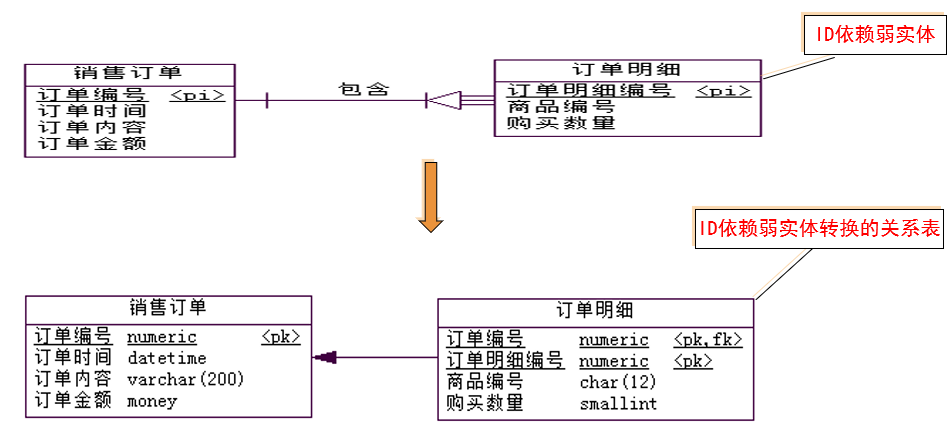 ID依赖弱实体
销售订单
订单编号 <pi>
订单时间
订单内容
订单金额
包含
订单明细
订单明细编号 <pi>
商品编号
购买数量
ID依赖弱实体转换的关系表
销售订单
订单编号 numeric <pk>
订单时间 datetime
订单内容 varchar(200)
订单金额 money
订单明细
订单编号 numeric <pk,fk>
订单明细编号 numeric <pk>
商品编号 char(12)
购买数量 smallint